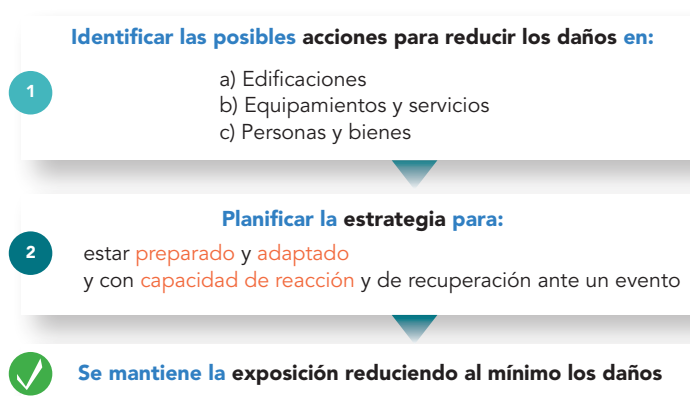 Identificar las posibles acciones para reducir los daños en:
1
a) Edificaciones
b) Equipamientos y servicios
c) Personas y bienes
Planificar la estrategia para:
2
estar preparado y adaptado
y con capacidad de reacción y de recuperación ante un evento
Se mantiene la exposición reduciendo al mínimo los daños